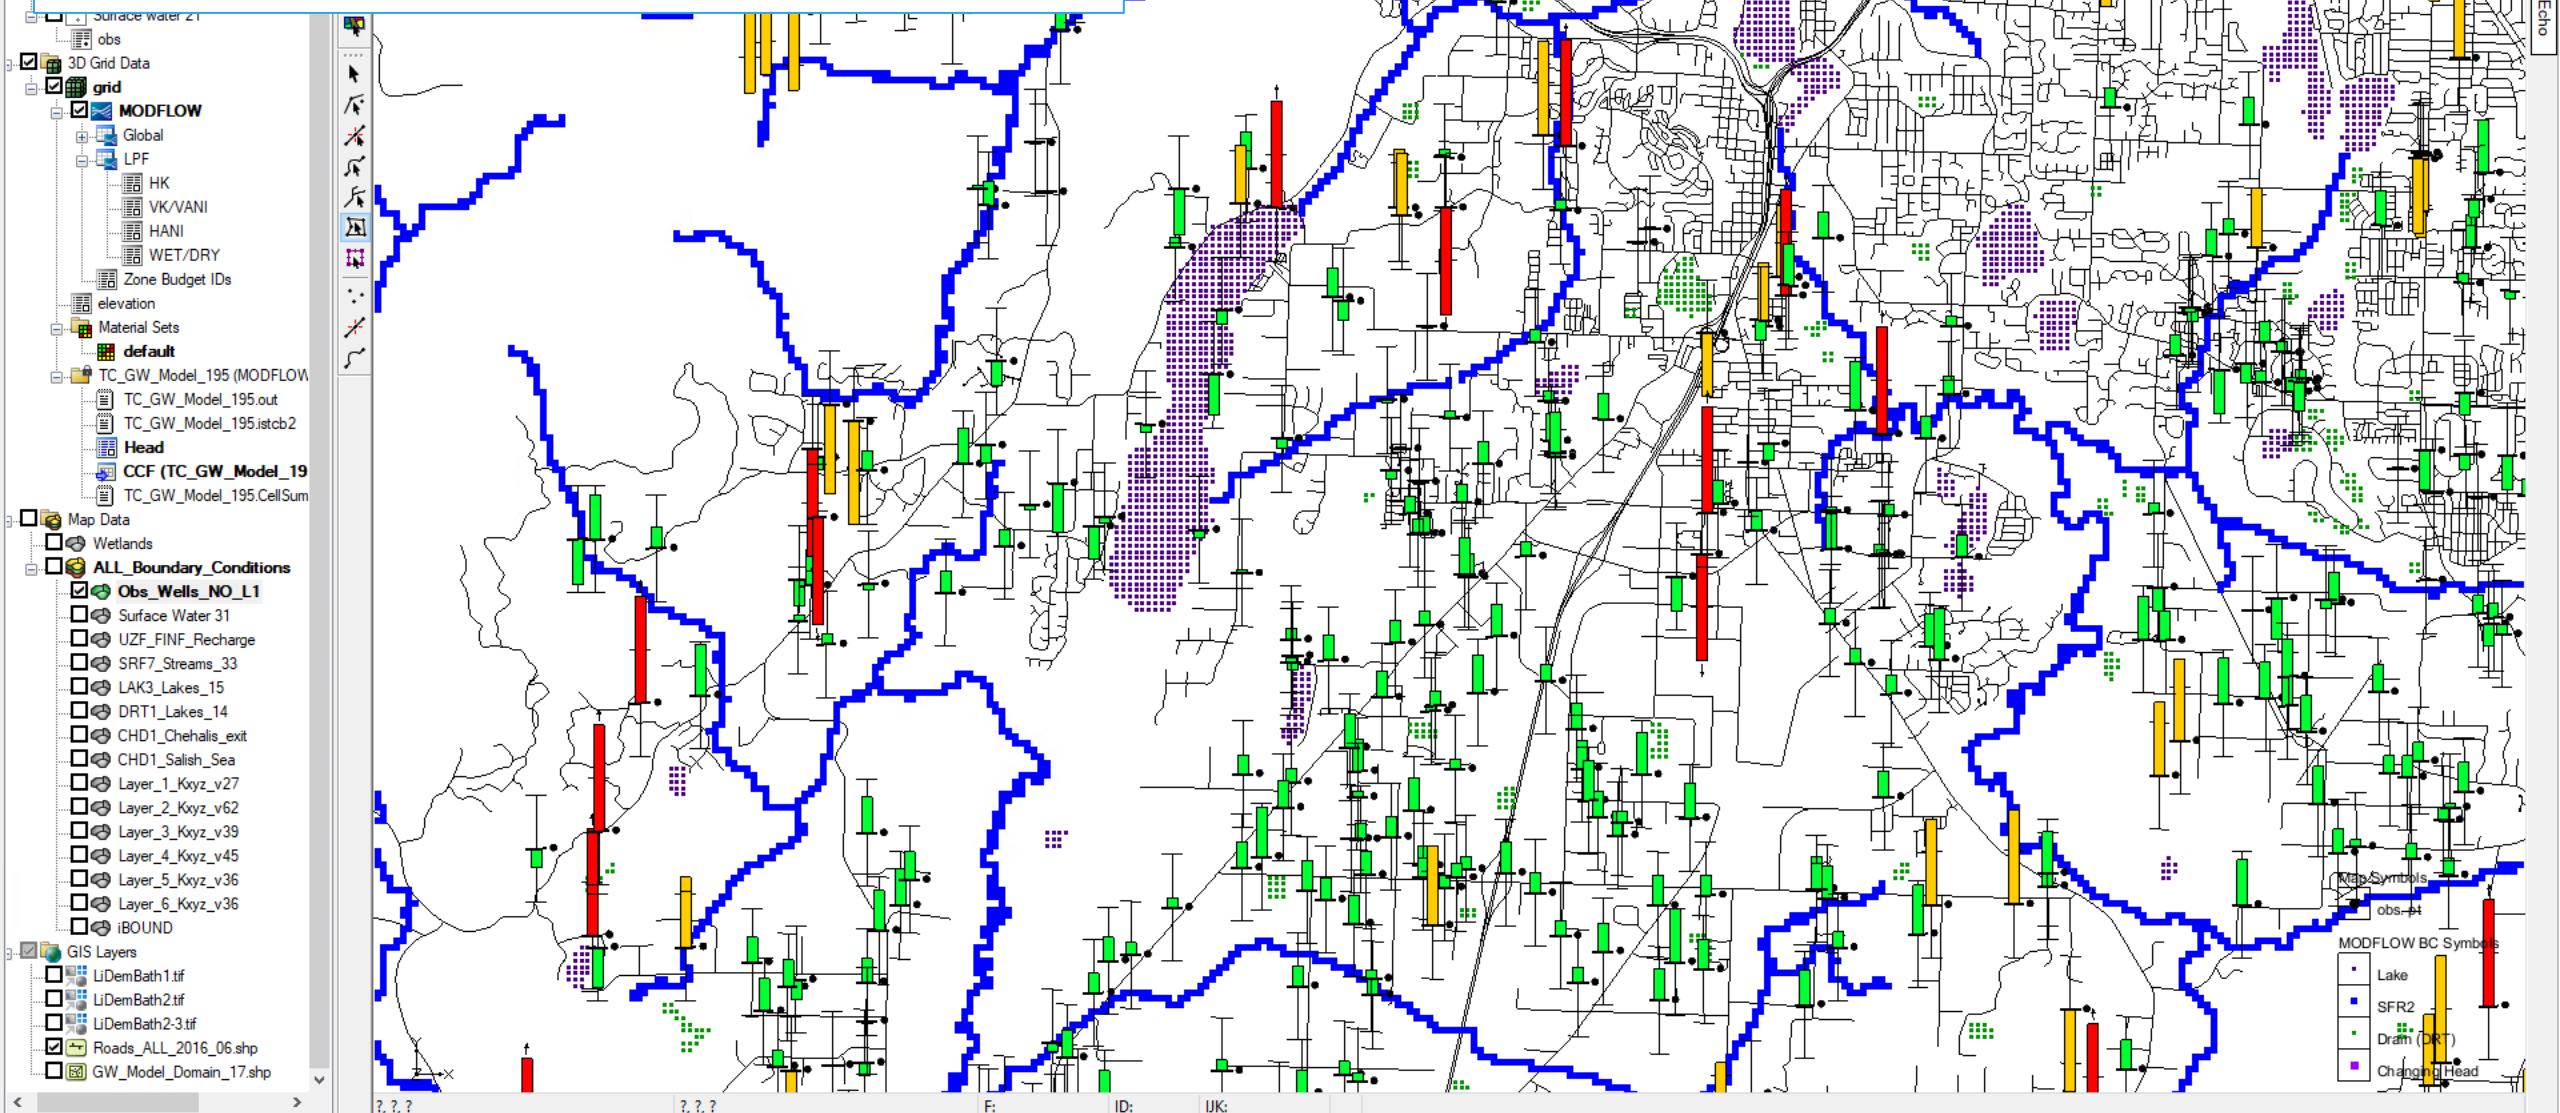 Surface water 21
obs
3D Grid Data
grid
MODFLOW
Global
LPF
HK
VK/VANI
HANI
WET/DRY
Zone Budget IDs
elevation
Material Sets
default
TC_GW_Model_195 (MODFLOW
TC_GW_Model_195.out
TC_GW_Model_195.istcb2
Head
CCF (TC_GW_Model_19
TC_GW_Model_195.CellSum
Map Data
Wetlands
ALL_Boundary_Conditions
Obs_Wells_NO_L1
Surface Water 31
UZF_FINF_Recharge
SRF7_Streams_33
LAK3_Lakes_15
DRT1_Lakes_14
CHD1_Chehalis_exit
CHD1_Salish_Sea
Layer_1_Kxyz_v27
Layer_2_Kxyz_v62
Layer_3_Kxyz_v39
Layer_4_Kxyz_v45
Layer_5_Kxyz_v36
Layer_6_Kxyz_v36
iBOUND
GIS Layers
LiDemBath1.tif
LiDemBath2.tif
LiDemBath2-3.tif
Roads_ALL_2016_06.shp
GW_Model_Domain_17.shp
Echo
Map Symbols
obs. pt
MODFLOW BC Symbols
Lake
SFR2
Drain (DRT)
Changing Head
?, ?, ?
?, ?, ?
F:
ID:
IJK: